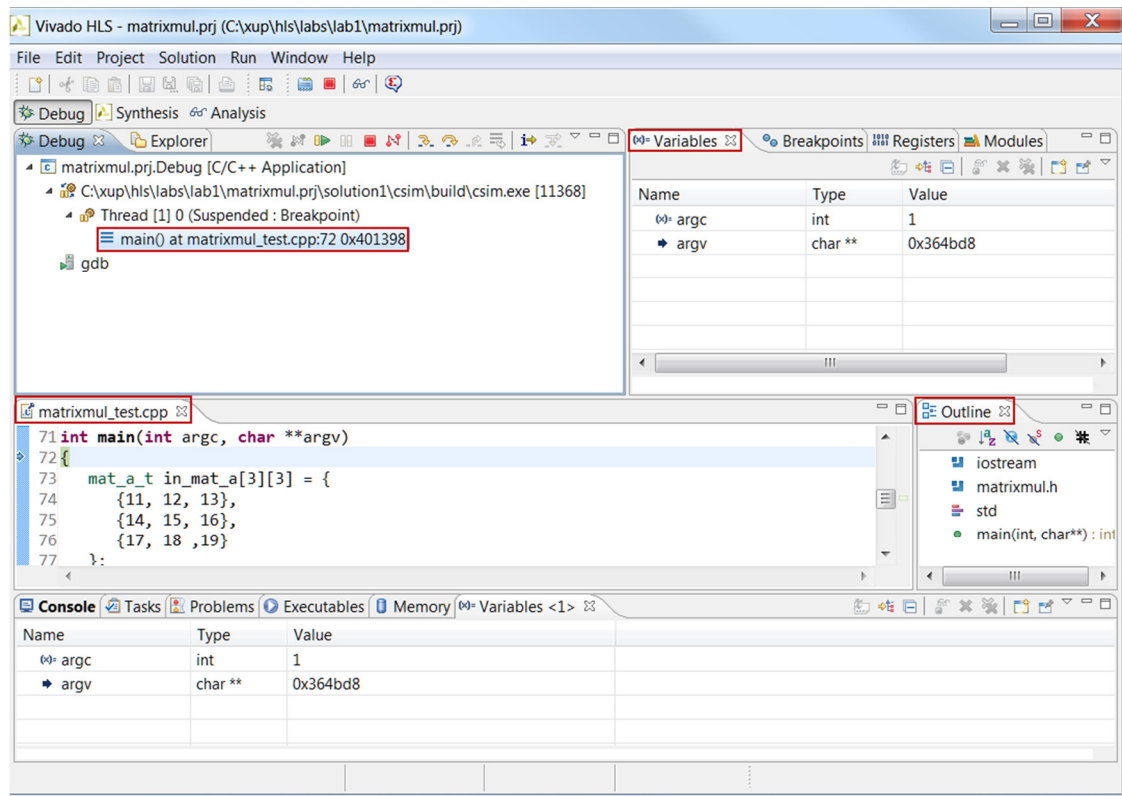 Vivado HLS - matrixmul.prj (C:\xup\hls\labs\lab1\matrixmul.prj)
File Edit Project Solution Run Window Help
Debug Synthesis Analysis
Debug Explorer
matrixmul.prj.Debug [C/C++ Application]
C:\xup\hls\labs\lab1\matrixmul.prj\solution1\csim\build\csim.exe [11368]
Thread [1] 0 (Suspended : Breakpoint)
main() at matrixmul_test.cpp:72 0x401398
gdb
(x)= Variables Breakpoints Registers Modules
Name Type Value
(x)= argc int 1
argv char ** 0x364bd8
matrixmul_test.cpp
71 int main(int argc, char **argv)
72 {
73 mat_a_t in_mat_a[3][3] = {
74 {11, 12, 13},
75 {14, 15, 16},
76 {17, 18 ,19}
77 };
Outline
iostream
matrixmul.h
std
main(int, char**) : int
Console Tasks Problems Executables Memory (x)= Variables <1>
Name Type Value
(x)= argc int 1
argv char ** 0x364bd8